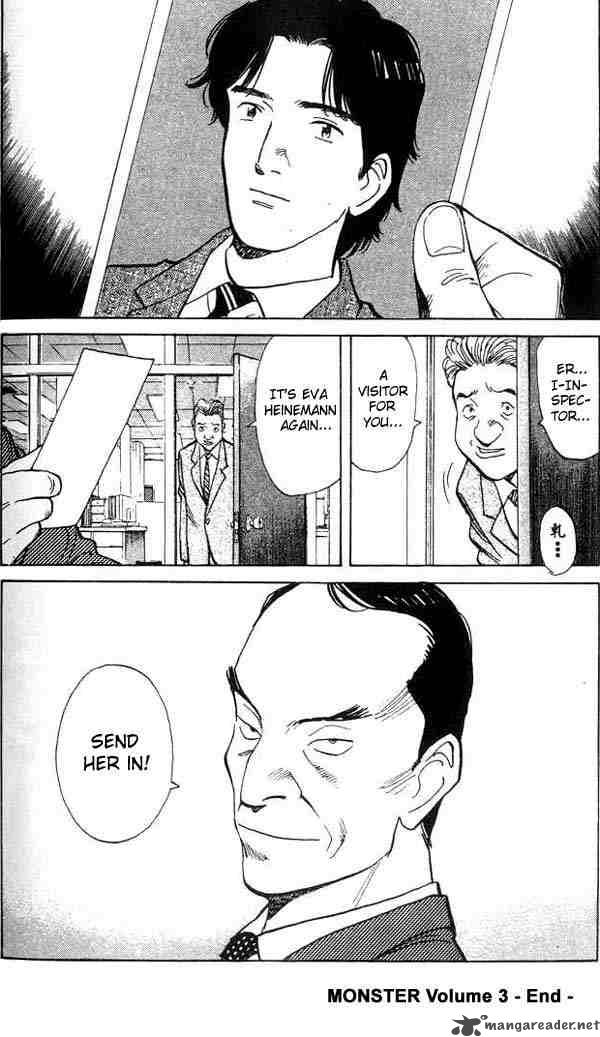 ER...
I-IN-
SPEC-
TOR...
乳...
A
VISITOR
FOR
YOU...
IT'S EVA
HEINEMANN
AGAIN...
SEND
HER IN!
MONSTER Volume 3 - End -
mangareader.net